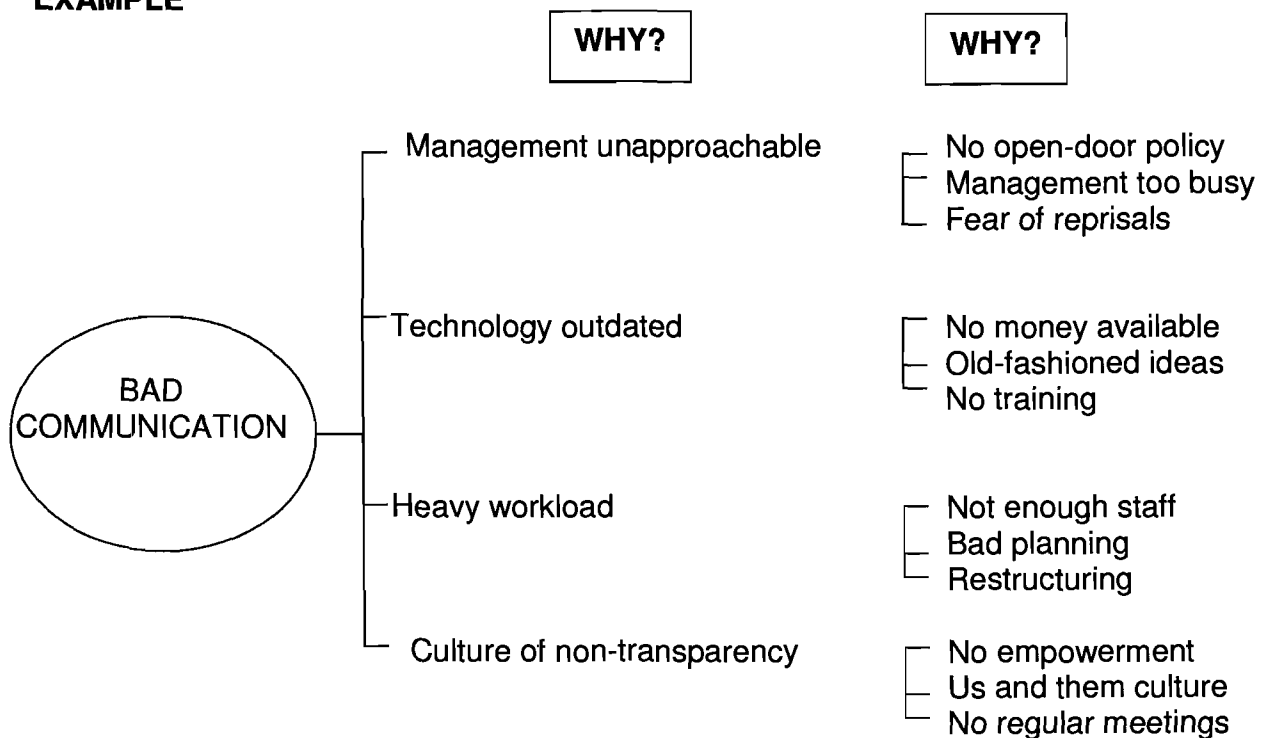 EXAMPLE
WHY?
WHY?
Management unapproachable
No open-door policy
Management too busy
Fear of reprisals
Technology outdated
No money available
Old-fashioned ideas
No training
BAD
COMMUNICATION
Heavy workload
Not enough staff
Bad planning
Restructuring
Culture of non-transparency
No empowerment
Us and them culture
No regular meetings